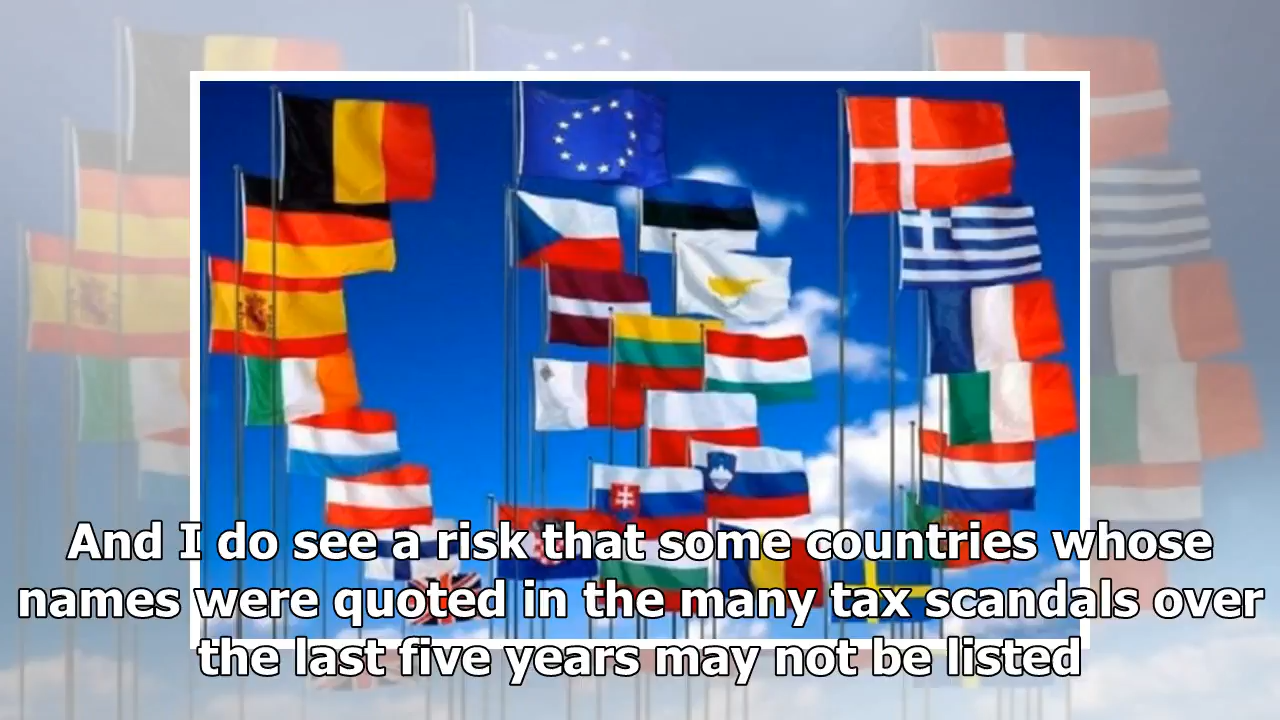 And I do see a risk that some countries whose
names were quoted in the many tax scandals over
the last five years may not be listed